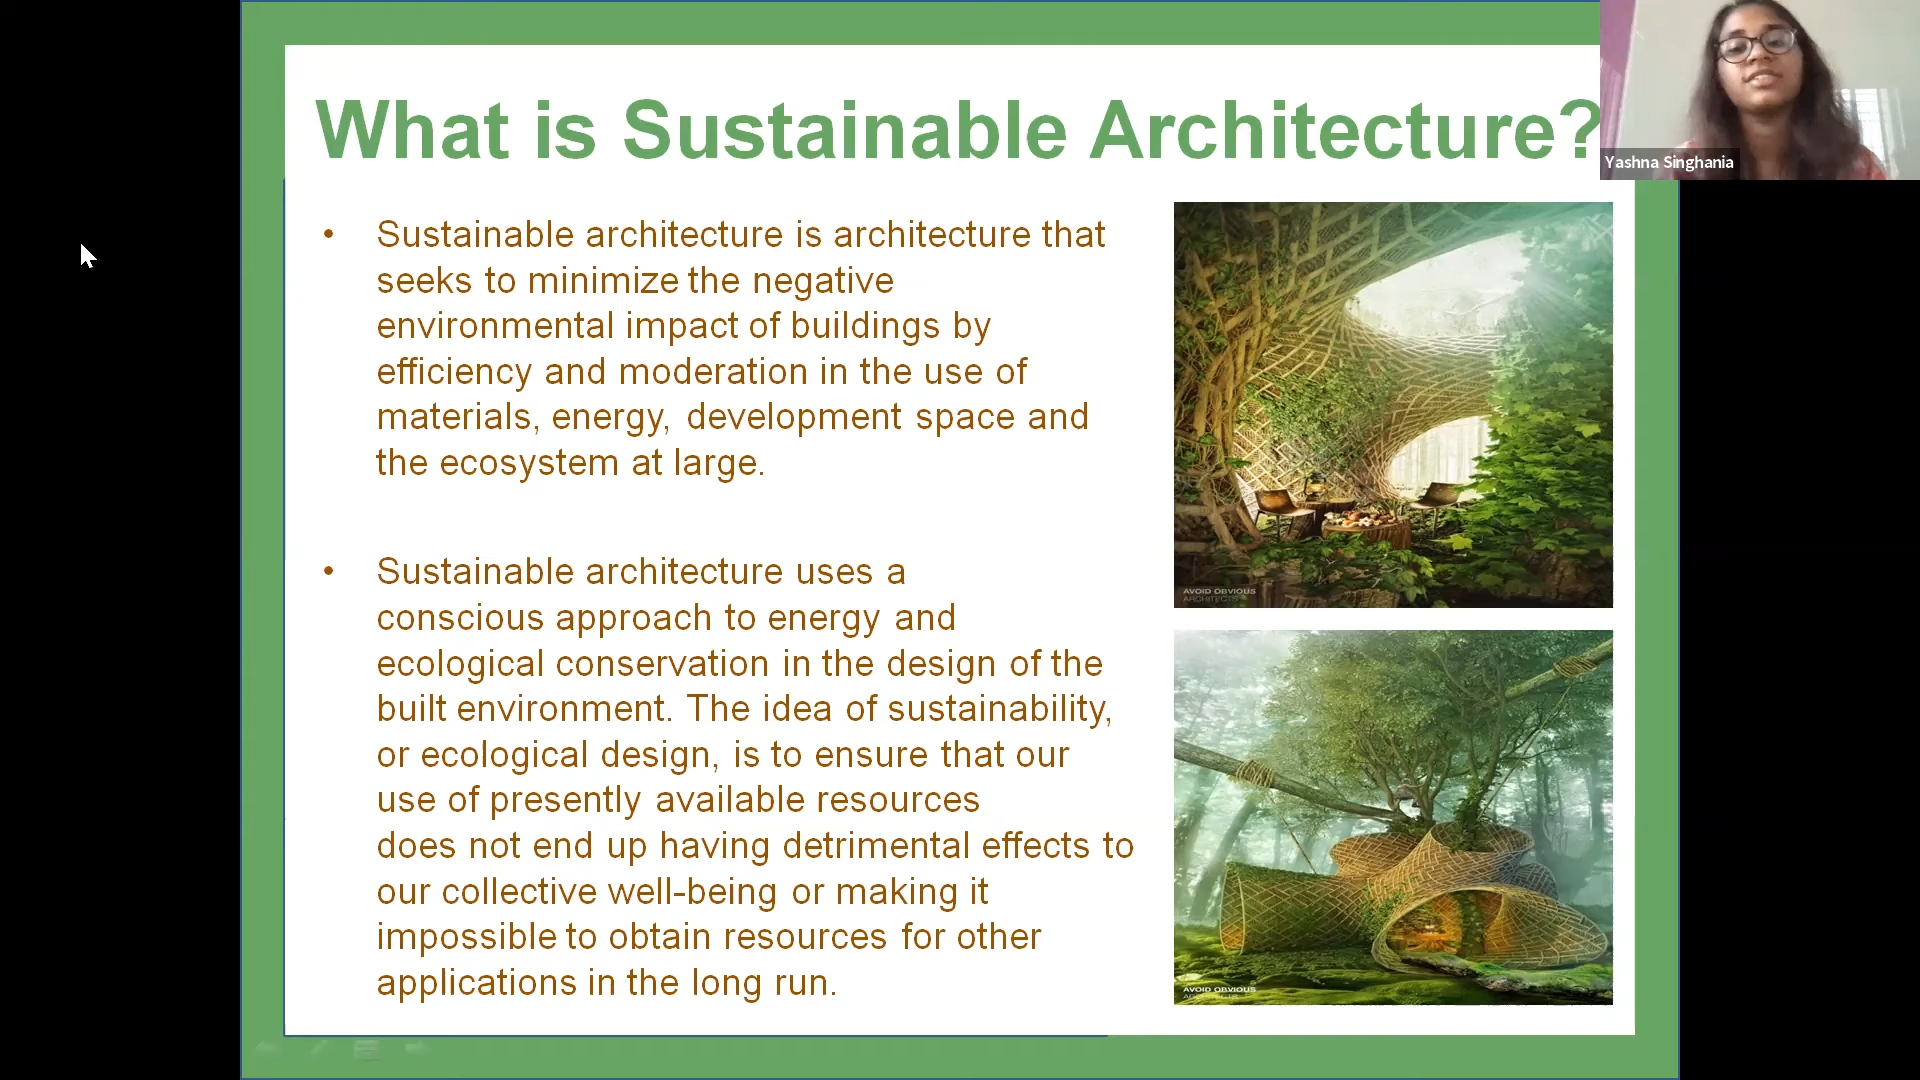 What is Sustainable Architecture?
Yashna Singhania
• Sustainable architecture is architecture that
seeks to minimize the negative
environmental impact of buildings by
efficiency and moderation in the use of
materials, energy, development space and
the ecosystem at large.
• Sustainable architecture uses a
conscious approach to energy and
ecological conservation in the design of the
built environment. The idea of sustainability,
or ecological design, is to ensure that our
use of presently available resources
does not end up having detrimental effects to
our collective well-being or making it
impossible to obtain resources for other
applications in the long run.
AVOID OBVIOUS
ARCHITECTS
AVOID OBVIOUS
ARCHITECTS